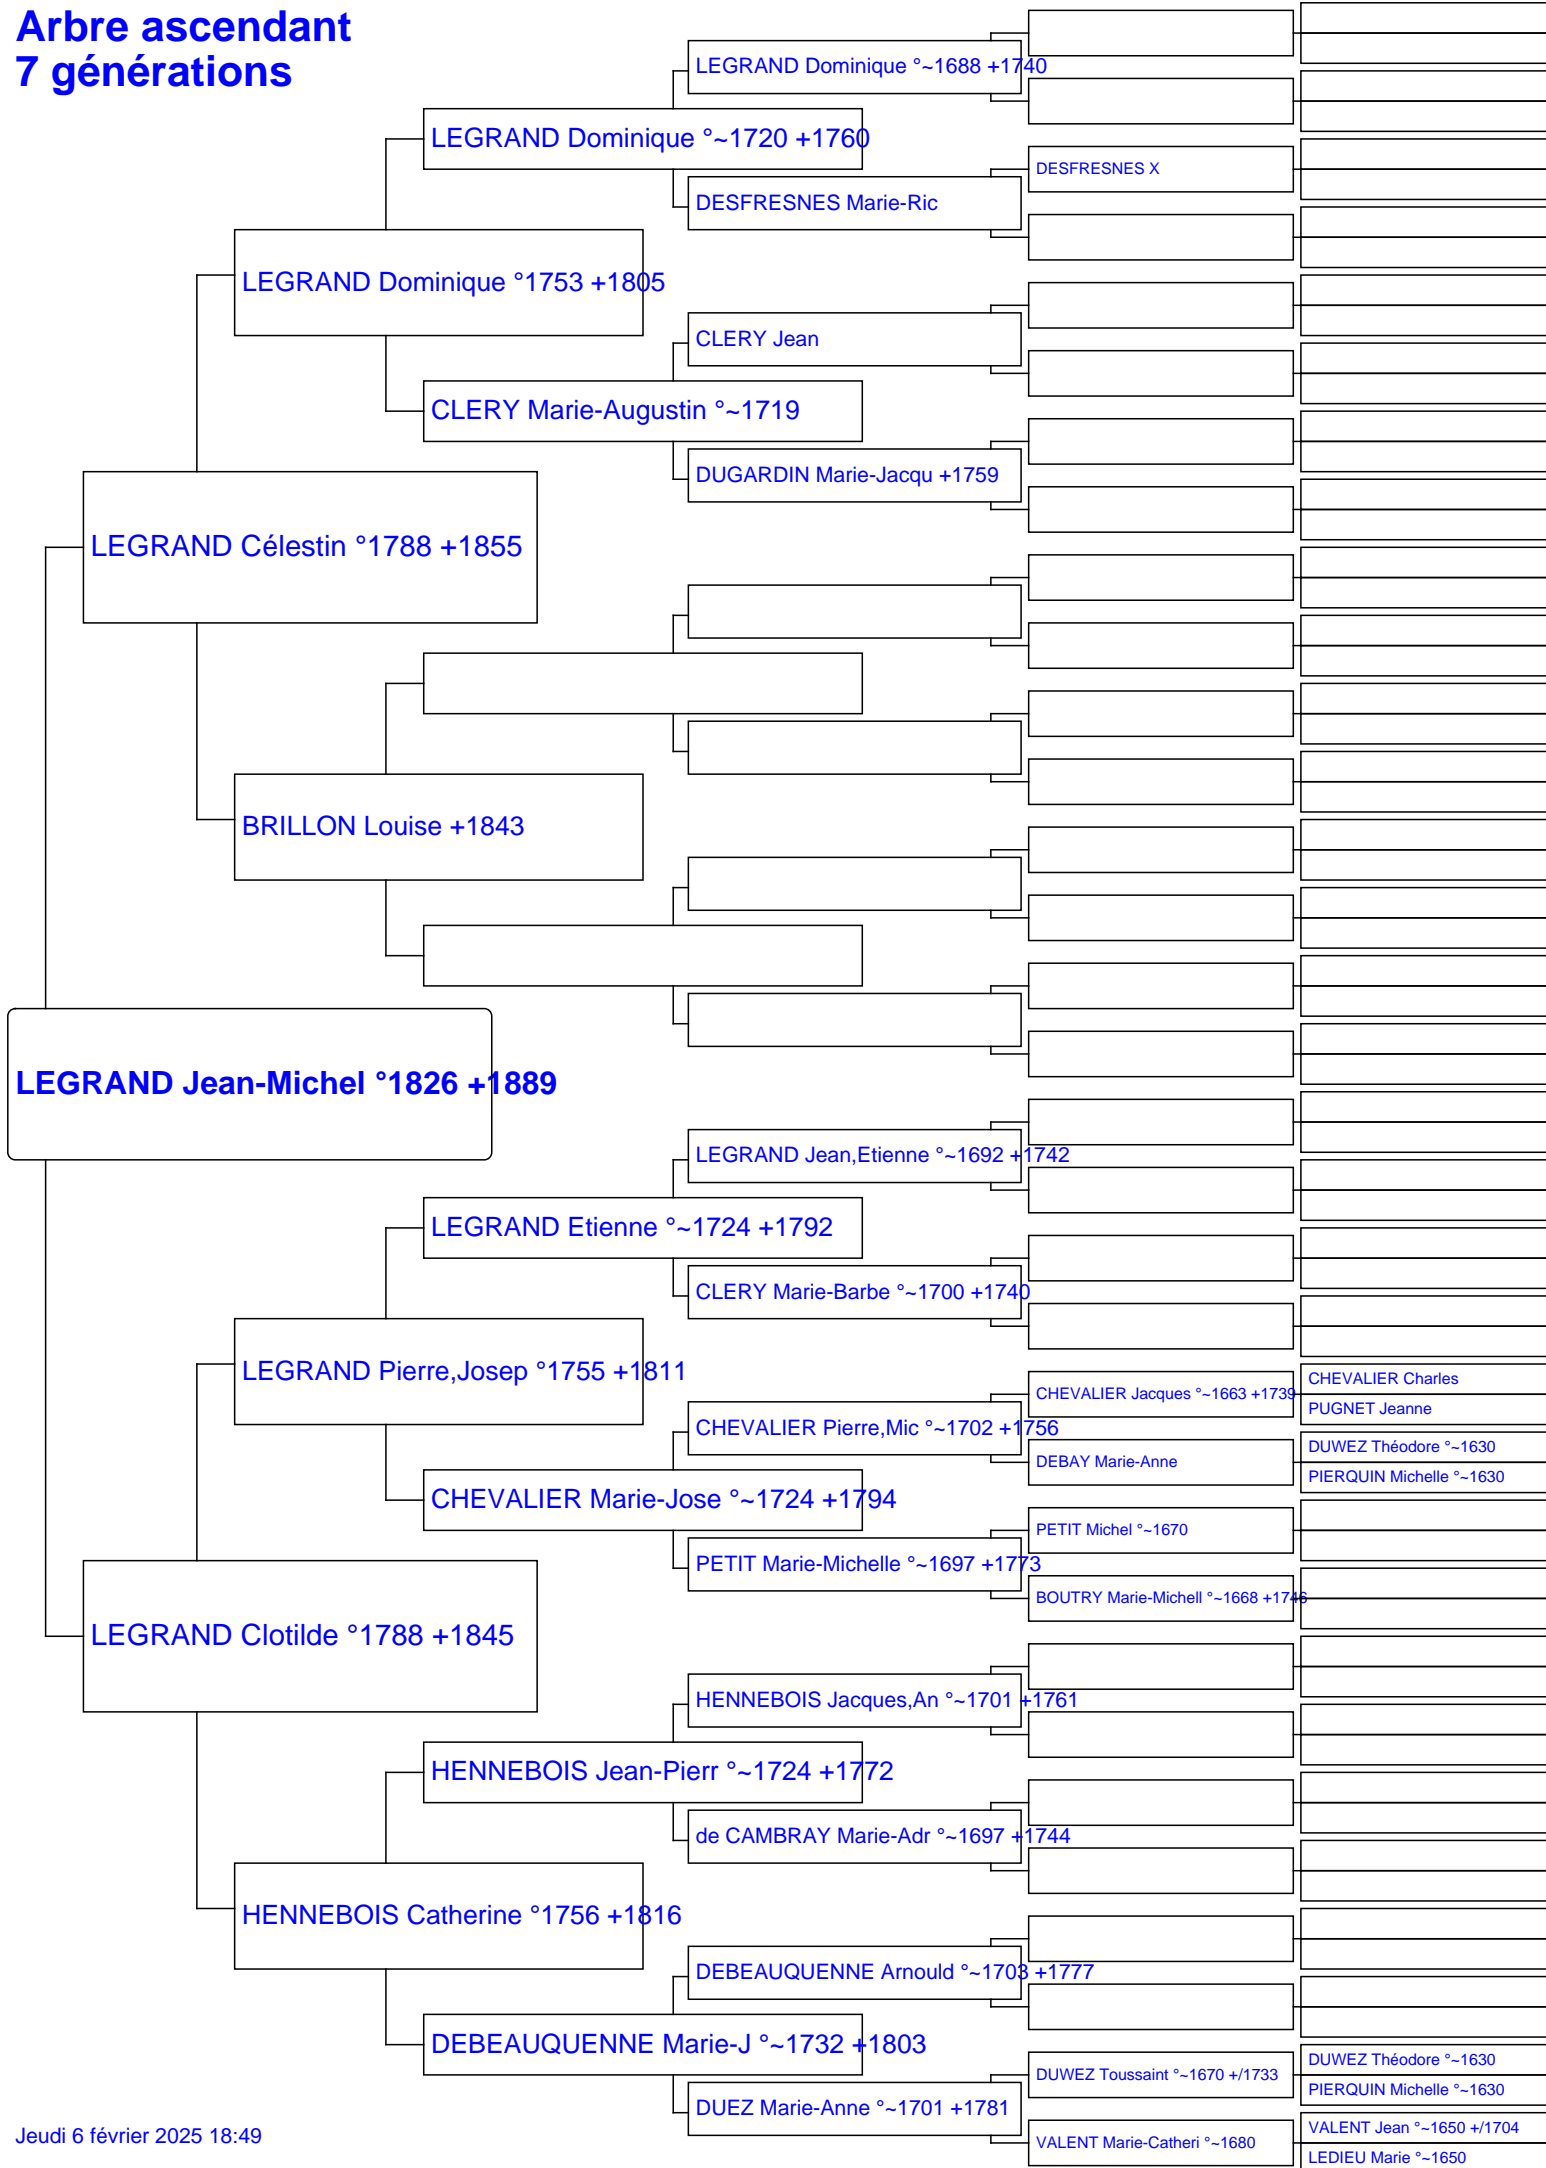 Arbre ascendant
7 générations
LEGRAND Dominique °~1688 +1740
LEGRAND Dominique °~1720 +1760
DESFRESNES X
DESFRESNES Marie-Ric
LEGRAND Dominique °1753 +1805
CLERY Jean
CLERY Marie-Augustin °~1719
DUGARDIN Marie-Jacqu +1759
LEGRAND Célestin °1788 +1855
BRILLON Louise +1843
LEGRAND Jean-Michel °1826 +1889
LEGRAND Jean,Etienne °~1692 +1742
LEGRAND Etienne °~1724 +1792
CLERY Marie-Barbe °~1700 +1740
LEGRAND Pierre,Josep °1755 +1811
CHEVALIER Charles
CHEVALIER Jacques °~1663 +1739
PUGNET Jeanne
CHEVALIER Pierre,Mic °~1702 +1756
DUWEZ Théodore °~1630
DEBAY Marie-Anne
PIERQUIN Michelle °~1630
CHEVALIER Marie-Jose °~1724 +1794
PETIT Michel °~1670
PETIT Marie-Michelle °~1697 +1773
BOUTRY Marie-Michell °~1668 +1746
LEGRAND Clotilde °1788 +1845
HENNEBOIS Jacques,An °~1701 +1761
HENNEBOIS Jean-Pierr °~1724 +1772
de CAMBRAY Marie-Adr °~1697 +1744
HENNEBOIS Catherine °1756 +1816
DEBEAUQUENNE Arnould °~1703 +1777
DEBEAUQUENNE Marie-J °~1732 +1803
DUWEZ Théodore °~1630
DUWEZ Toussaint °~1670 +/1733
PIERQUIN Michelle °~1630
DUEZ Marie-Anne °~1701 +1781
VALENT Jean °~1650 +/1704
VALENT Marie-Catheri °~1680
LEDIEU Marie °~1650
Jeudi 6 février 2025 18:49